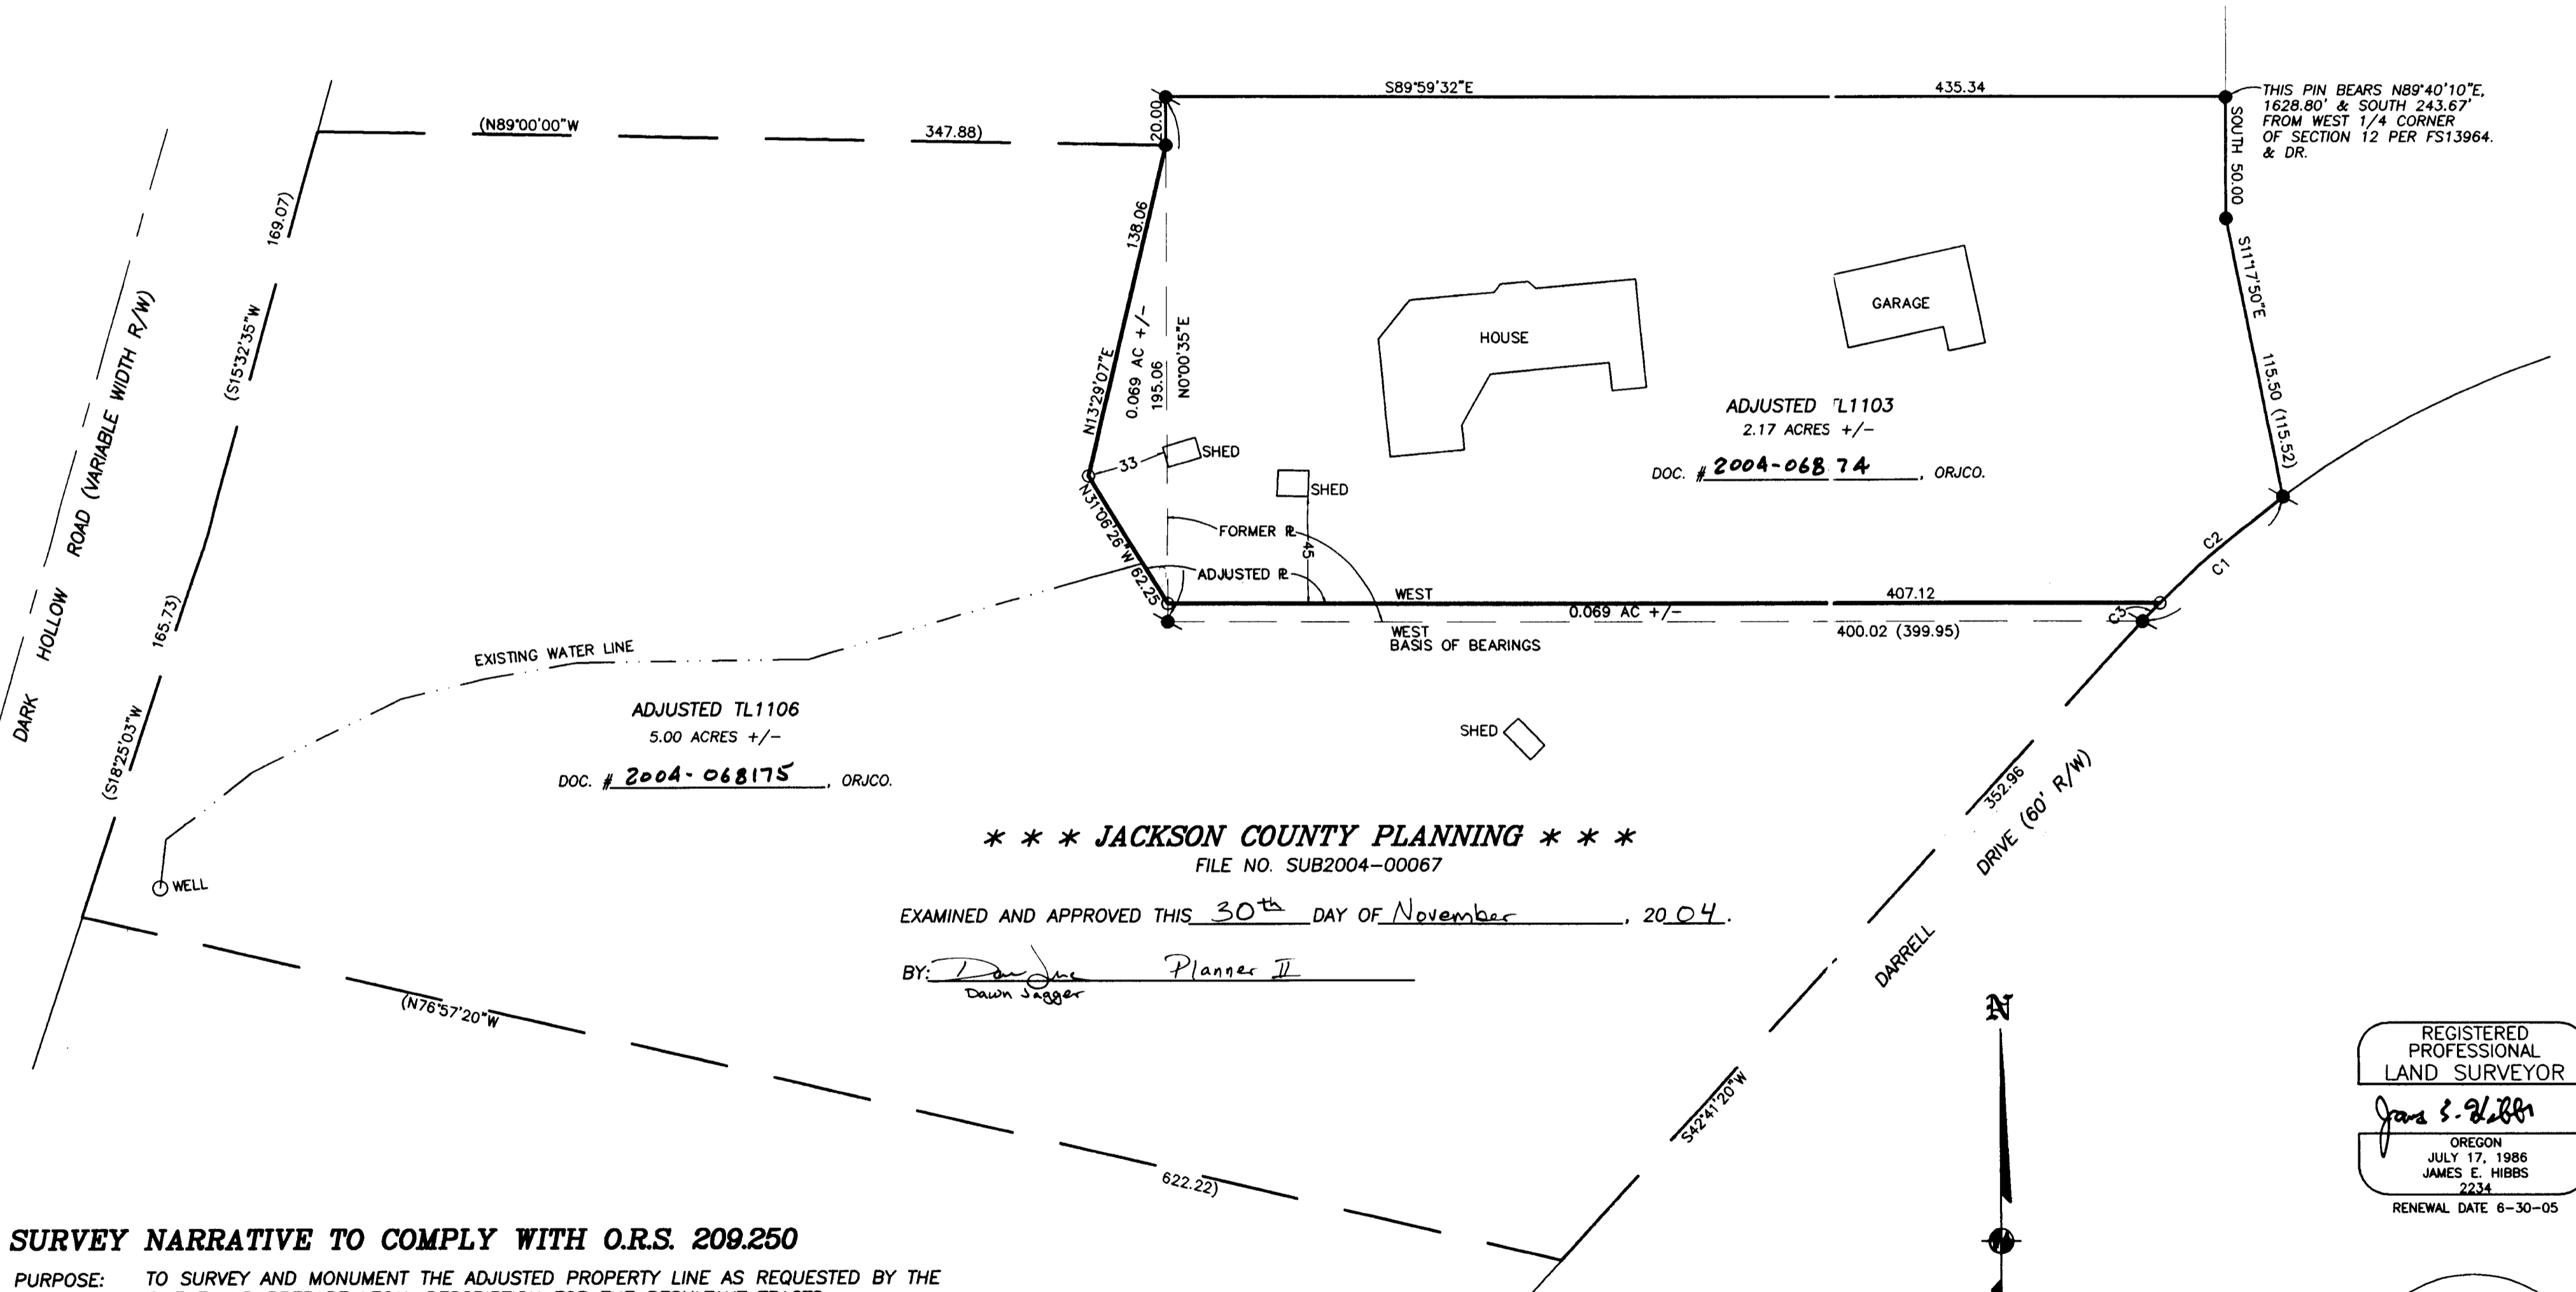 S89°59'32"E 435.34
THIS PIN BEARS N89°40'10"E,
1628.80' & SOUTH 243.67'
FROM WEST 1/4 CORNER
OF SECTION 12 PER FS13964.
& DR.
(N89°00'00"W 347.88)
20.00
SOUTH 50.00
169.07)
138.06
(S15°32'35"W
DARK HOLLOW ROAD (VARIABLE WIDTH R/W)
N13°29'07"E
0.069 AC +/-
195.06
N0°00'35"E
HOUSE
GARAGE
S11°17'50"E
115.50 (115.52)
ADJUSTED TL1103
2.17 ACRES +/-
DOC. # 2004-068 74, ORJCO.
33
SHED
SHED
N31°06'26"W
62.25
FORMER PL
45
ADJUSTED PL
C2
C1
C3
WEST 407.12
0.069 AC +/-
WEST
BASIS OF BEARINGS
400.02 (399.95)
165.73)
(S18°25'03"W
EXISTING WATER LINE
ADJUSTED TL1106
5.00 ACRES +/-
DOC. # 2004-068175, ORJCO.
SHED
352.96
DARRELL DRIVE (60' R/W)
S42°41'20"W
WELL
* * * JACKSON COUNTY PLANNING * * *
FILE NO. SUB2004-00067
EXAMINED AND APPROVED THIS 30th DAY OF November, 2004.
BY: Planner II
Dawn Jagger
(N76°57'20"W
622.22)
N
REGISTERED
PROFESSIONAL
LAND SURVEYOR
OREGON
JULY 17, 1986
JAMES E. HIBBS
2234
RENEWAL DATE 6-30-05
SURVEY NARRATIVE TO COMPLY WITH O.R.S. 209.250
PURPOSE: TO SURVEY AND MONUMENT THE ADJUSTED PROPERTY LINE AS REQUESTED BY THE